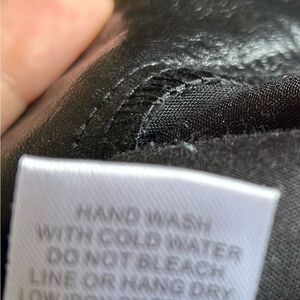 HAND WASH
WITH COLD WATER
DO NOT BLEACH
LINE OR HANG DRY